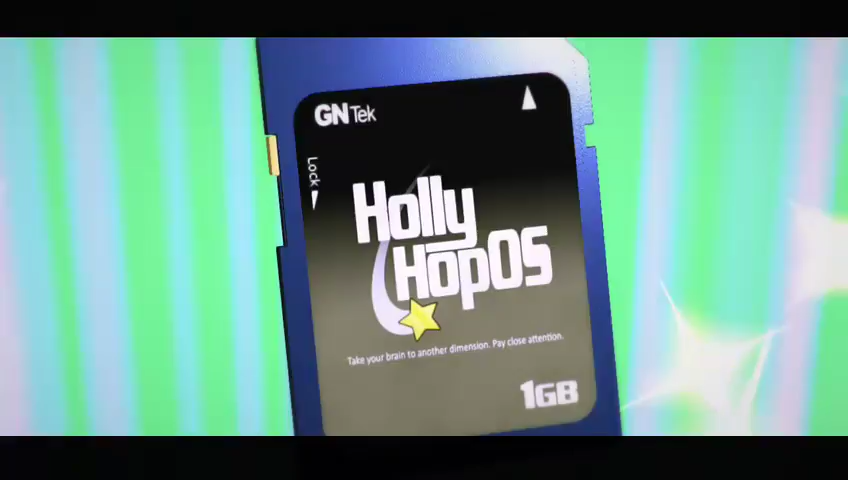 GNTek
Lock
Holly
HopOS
Take your brain to another dimension. Pay close attention.
1GB